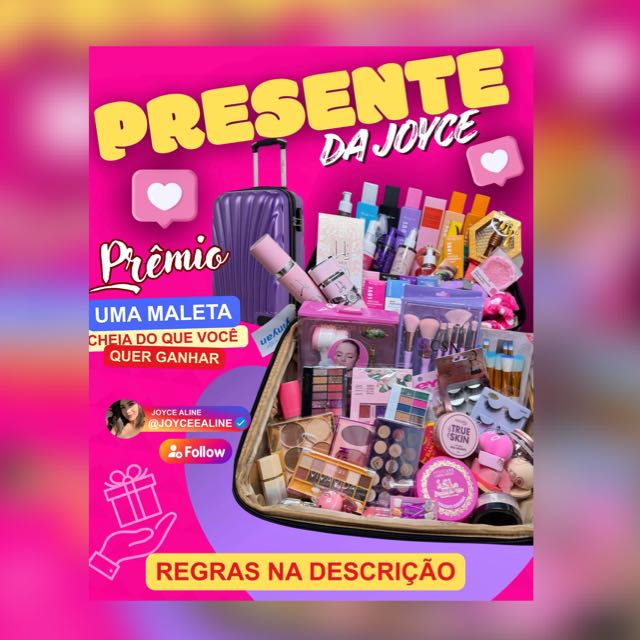 PRESENTE
DA JOYCE
Prêmio
UMA MALETA
CHEIA DO QUE VOCÊ
QUER GANHAR
JOYCE ALINE
@JOYCEEALINE
Follow
TRUE
SKIN
REGRAS NA DESCRIÇÃO